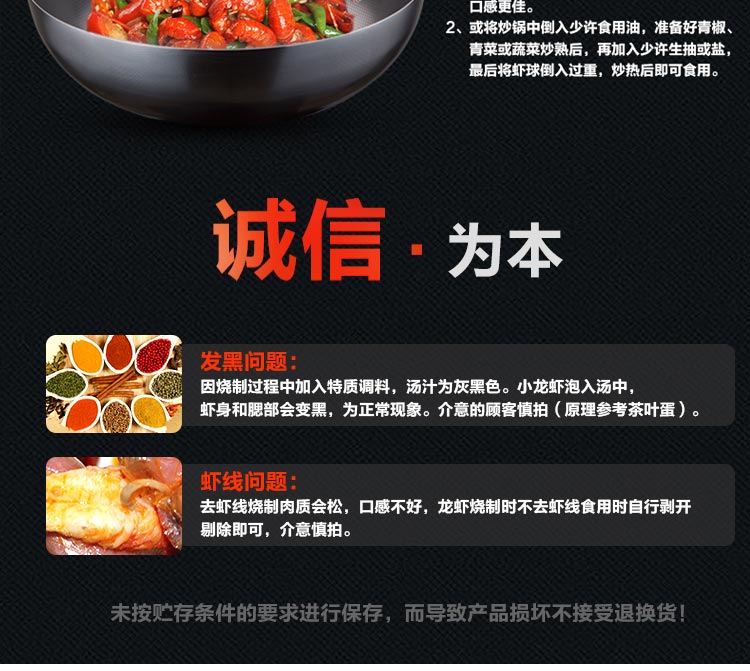 口感更佳。
2、或将炒锅中倒入少许食用油，准备好青椒、
青菜或蔬菜炒熟后，再加入少许生抽或盐，
最后将虾球倒入过重，炒热后即可食用。
诚信·为本
发黑问题：
因烧制过程中加入特质调料，汤汁为灰黑色。小龙虾泡入汤中，
虾身和腮部会变黑，为正常现象。介意的顾客慎拍（原理参考茶叶蛋）。
虾线问题：
去虾线烧制肉质会松，口感不好，龙虾烧制时不去虾线食用时自行剥开
剔除即可，介意慎拍。
未按贮存条件的要求进行保存，而导致产品损坏不接受退换货！